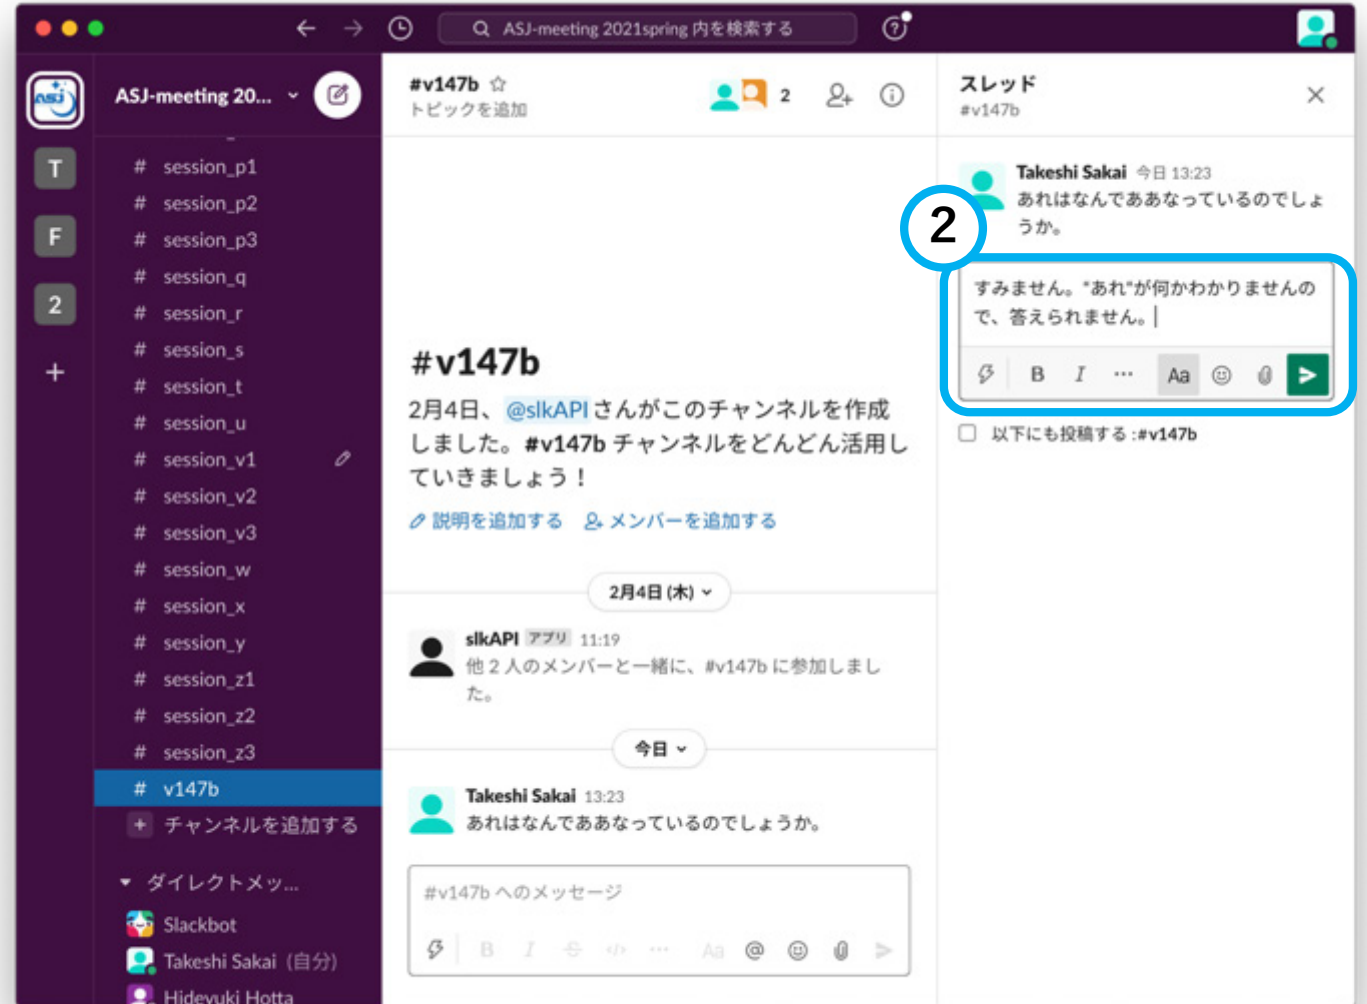 ASJ-meeting 2021spring 内を検索する
ASJ
T
F
2
+
ASJ-meeting 20...
# session_p1
# session_p2
# session_p3
# session_q
# session_r
# session_s
# session_t
# session_u
# session_v1
# session_v2
# session_v3
# session_w
# session_x
# session_y
# session_z1
# session_z2
# session_z3
# v147b
+ チャンネルを追加する
ダイレクトメッ...
Slackbot
Takeshi Sakai (自分)
Hideyuki Hotta
#v147b
トピックを追加
2
#v147b
2月4日、@slkAPI さんがこのチャンネルを作成
しました。#v147b チャンネルをどんどん活用し
ていきましょう！
説明を追加する メンバーを追加する
2月4日 (木)
slkAPI アプリ 11:19
他 2 人のメンバーと一緒に、#v147b に参加しまし
た。
今日
Takeshi Sakai 13:23
あれはなんでああなっているのでしょうか。
#v147b へのメッセージ
B I S </> ... Aa @
スレッド
#v147b
Takeshi Sakai 今日 13:23
あれはなんでああなっているのでしょ
うか。
2
すみません。"あれ"が何かわかりませんの
で、答えられません。
B I ... Aa
以下にも投稿する :#v147b